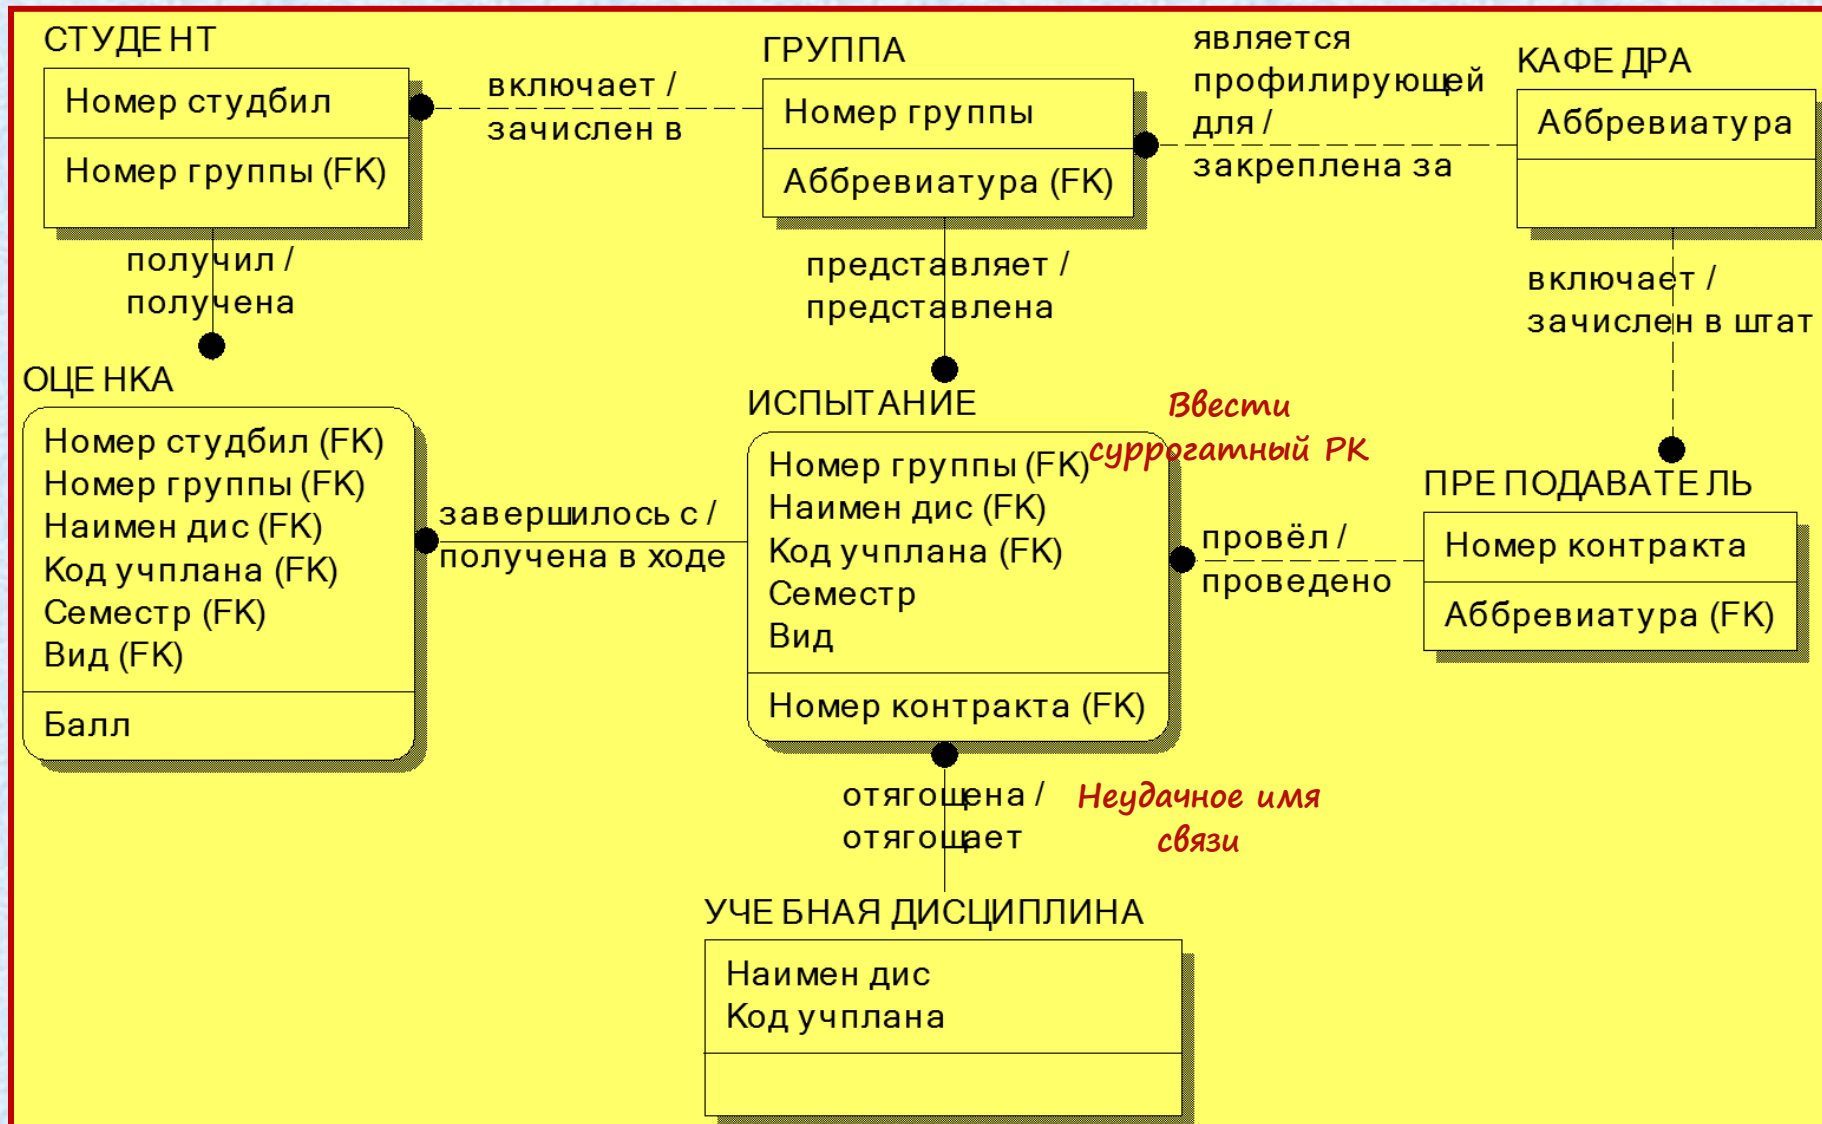 СТУДЕНТ
Номер студбил
Номер группы (FK)
включает /
зачислен в
ГРУППА
Номер группы
Аббревиатура (FK)
является
профилирующей
для /
закреплена за
КАФЕДРА
Аббревиатура
получил /
получена
представляет /
представлена
включает /
зачислен в штат
ОЦЕНКА
Номер студбил (FK)
Номер группы (FK)
Наимен дис (FK)
Код учплана (FK)
Семестр (FK)
Вид (FK)
Балл
завершилось с /
получена в ходе
ИСПЫТАНИЕ
Номер группы (FK)
Наимен дис (FK)
Код учплана (FK)
Семестр
Вид
Номер контракта (FK)
Ввести
суррогатный РК
провёл /
проведено
ПРЕПОДАВАТЕЛЬ
Номер контракта
Аббревиатура (FK)
отягощена /
отягощает
Неудачное имя
связи
УЧЕБНАЯ ДИСЦИПЛИНА
Наимен дис
Код учплана